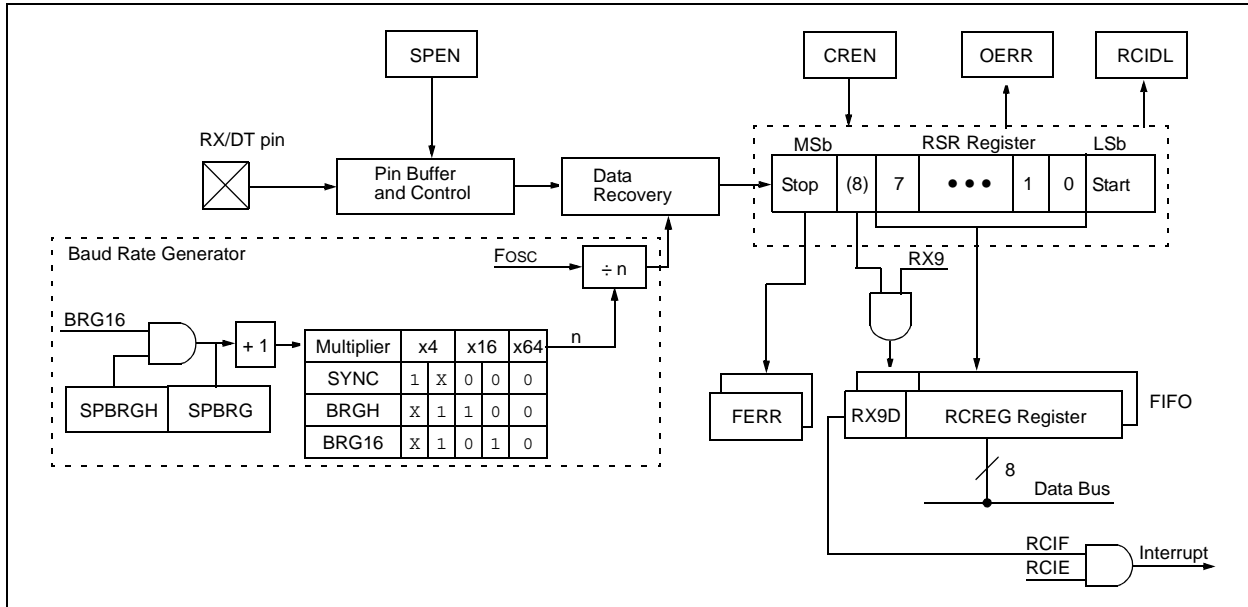 SPEN
CREN
OERR
RCIDL
RX/DT pin
Pin Buffer
and Control
Data
Recovery
MSb
RSR Register
LSb
Stop (8) 7 ••• 1 0 Start
Baud Rate Generator
FOSC
÷ n
RX9
BRG16
+ 1
n
SPBRGH SPBRG
Multiplier x4 x16 x64
SYNC 1 X 0 0 0
BRGH X 1 1 0 0
BRG16 X 1 0 1 0
FERR
RX9D RCREG Register
FIFO
8
Data Bus
RCIF
RCIE
Interrupt